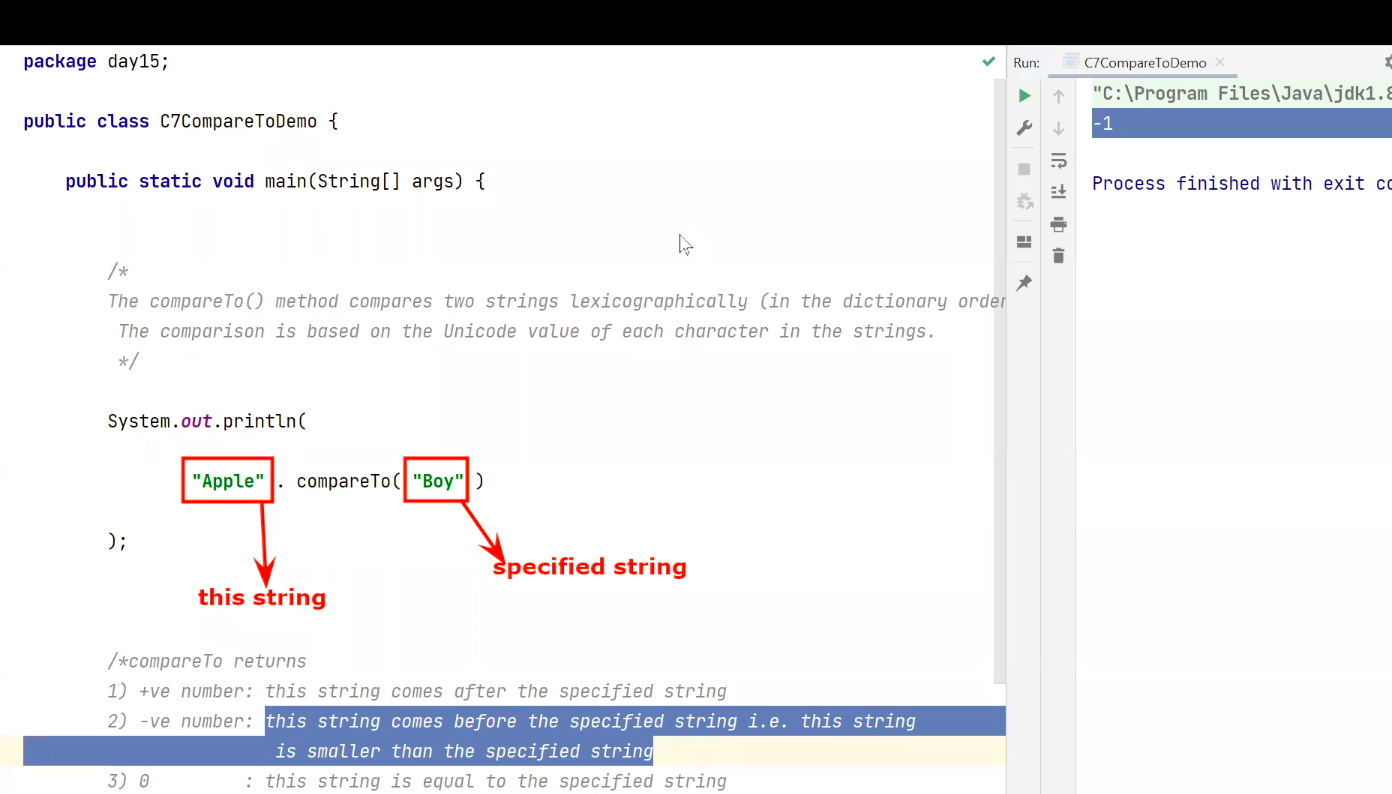 package day15;
public class C7CompareToDemo {
public static void main(String[] args) {
/*
The compareTo() method compares two strings lexicographically (in the dictionary order
The comparison is based on the Unicode value of each character in the strings.
*/
System.out.println(
"Apple". compareTo( "Boy" )
);
specified string
this string
/*compareTo returns
1) +ve number: this string comes after the specified string
2) -ve number: this string comes before the specified string i.e. this string
is smaller than the specified string
3) 0 : this string is equal to the specified string
Run: C7CompareToDemo
"C:\Program Files\Java\jdk1.8
-1
Process finished with exit